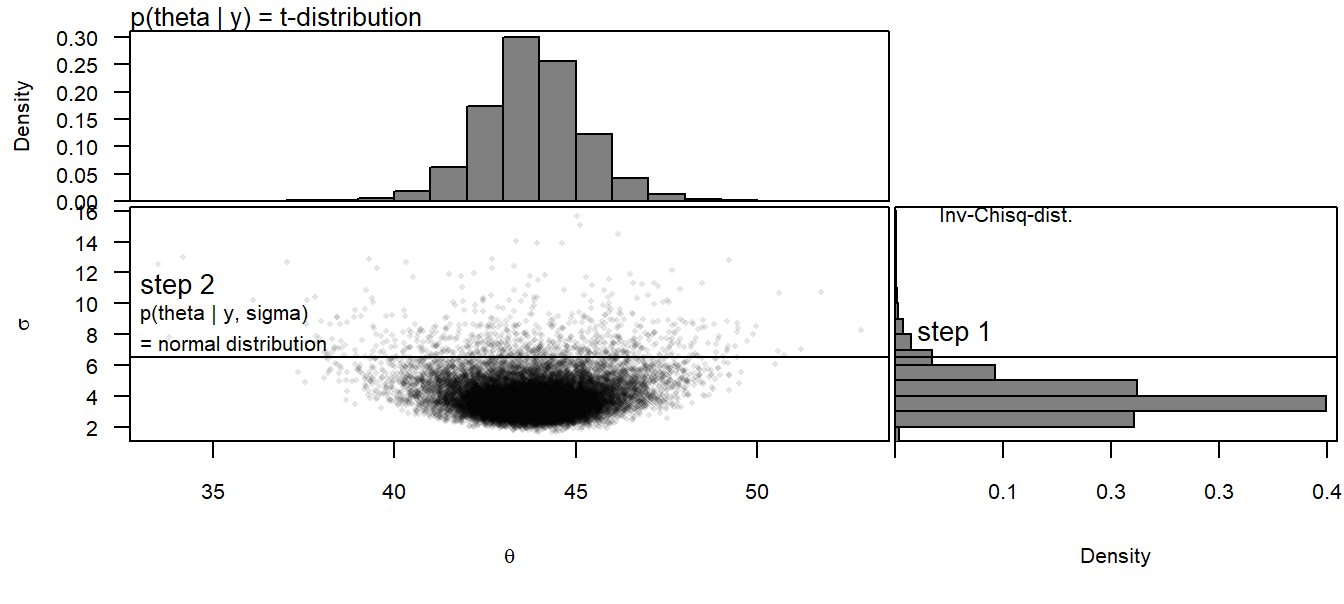 p(theta | y) = t-distribution
0.30
0.25
0.20
0.15
0.10
0.05
0.00
Density
16
14
12
10
8
6
4
2
σ
step 2
p(theta | y, sigma)
= normal distribution
Inv-Chisq-dist.
step 1
35 40 45 50
0.1 0.3 0.3 0.4
θ
Density